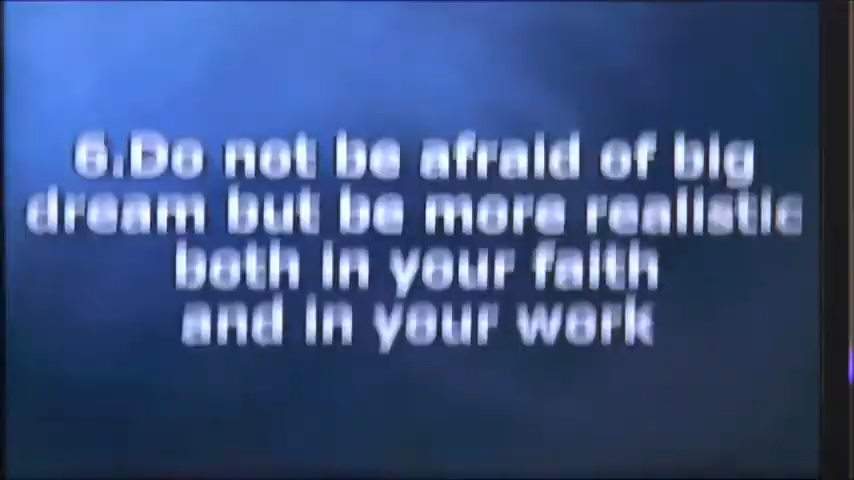 6.Do not be afraid of big
dream but be more realistic
both in your faith
and in your work